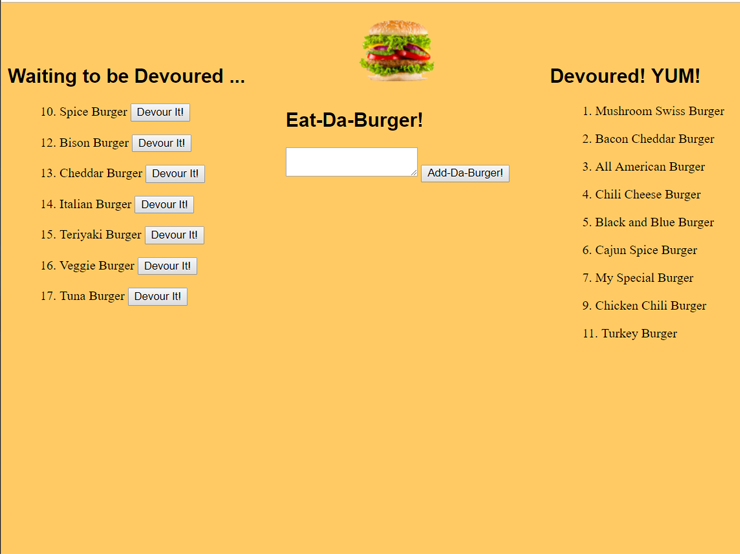 Waiting to be Devoured ...
10. Spice Burger Devour It!
12. Bison Burger Devour It!
13. Cheddar Burger Devour It!
14. Italian Burger Devour It!
15. Teriyaki Burger Devour It!
16. Veggie Burger Devour It!
17. Tuna Burger Devour It!
Eat-Da-Burger!
Add-Da-Burger!
Devoured! YUM!
1. Mushroom Swiss Burger
2. Bacon Cheddar Burger
3. All American Burger
4. Chili Cheese Burger
5. Black and Blue Burger
6. Cajun Spice Burger
7. My Special Burger
9. Chicken Chili Burger
11. Turkey Burger